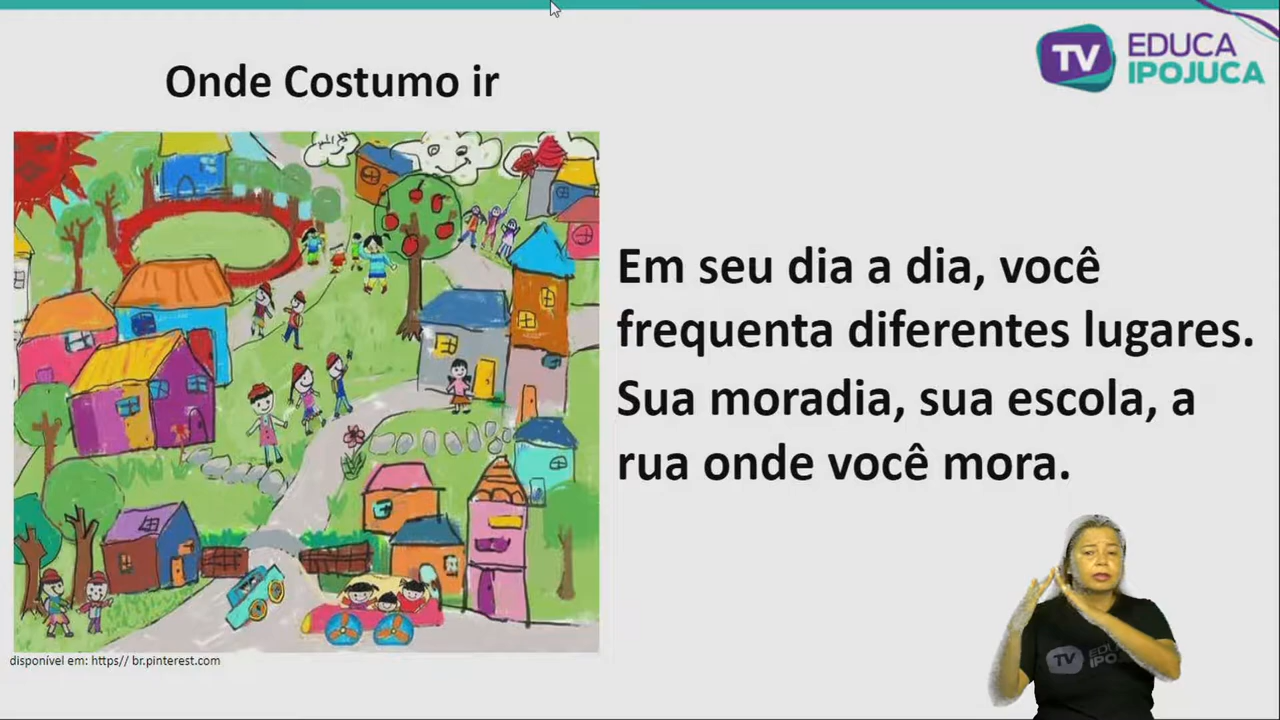 Onde Costumo ir
TV EDUCA
IPOJUCA
Em seu dia a dia, você
frequenta diferentes lugares.
Sua moradia, sua escola, a
rua onde você mora.
disponível em: https// br.pinterest.com
TV